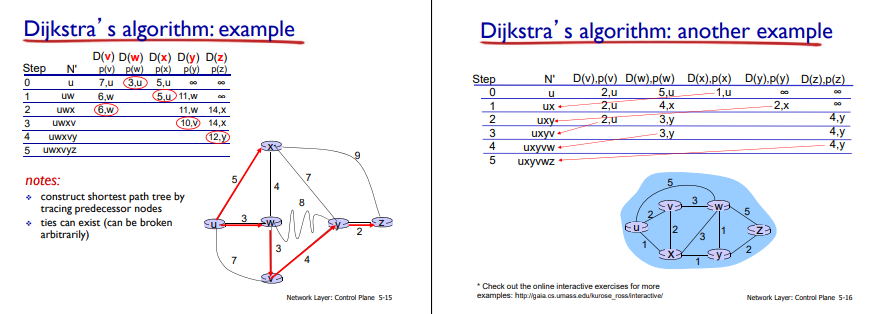 Dijkstra's algorithm: example
D(v) D(w) D(x) D(y) D(z)
Step N' p(v) p(w) p(x) p(y) p(z)
0 u 7,u 3,u 5,u ∞ ∞
1 uw 6,w 5,u 11,w ∞
2 uwx 6,w 11,w 14,x
3 uwxv 10,v 14,x
4 uwxvy 12,y
5 uwxvyz
notes:
❖ construct shortest path tree by
tracing predecessor nodes
❖ ties can exist (can be broken
arbitrarily)
x
9
5
4
7
8
u
3
w
y
2
z
3
4
7
v
Network Layer: Control Plane 5-15
Dijkstra's algorithm: another example
Step N' D(v),p(v) D(w),p(w) D(x),p(x) D(y),p(y) D(z),p(z)
0 u 2,u 5,u 1,u ∞ ∞
1 ux 2,u 4,x 2,x ∞
2 uxy 2,u 3,y 4,y
3 uxyv 3,y 4,y
4 uxyvw 4,y
5 uxyvwz
5
v
3
w
2
5
u
2
3
1
z
1
2
x
1
y
* Check out the online interactive exercises for more
examples: http://gaia.cs.umass.edu/kurose_ross/interactive/
Network Layer: Control Plane 5-16